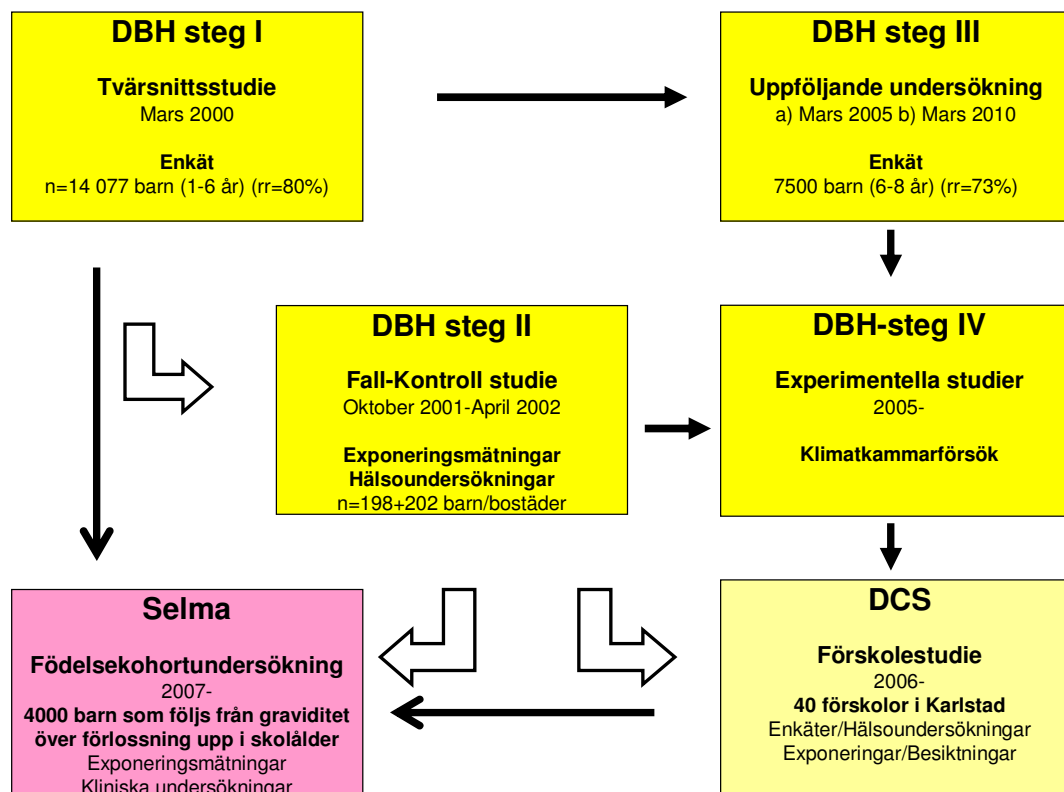 DBH steg I
Tvärsnittsstudie
Mars 2000
Enkät
n=14 077 barn (1-6 år) (rr=80%)
DBH steg III
Uppföljande undersökning
a) Mars 2005 b) Mars 2010
Enkät
7500 barn (6-8 år) (rr=73%)
DBH steg II
Fall-Kontroll studie
Oktober 2001-April 2002
Exponeringsmätningar
Hälsoundersökningar
n=198+202 barn/bostäder
DBH-steg IV
Experimentella studier
2005-
Klimatkammarförsök
Selma
Födelsekohortundersökning
2007-
4000 barn som följs från graviditet
över förlossning upp i skolålder
Exponeringsmätningar
Kliniska undersökningar
DCS
Förskolestudie
2006-
40 förskolor i Karlstad
Enkäter/Hälsoundersökningar
Exponeringar/Besiktningar